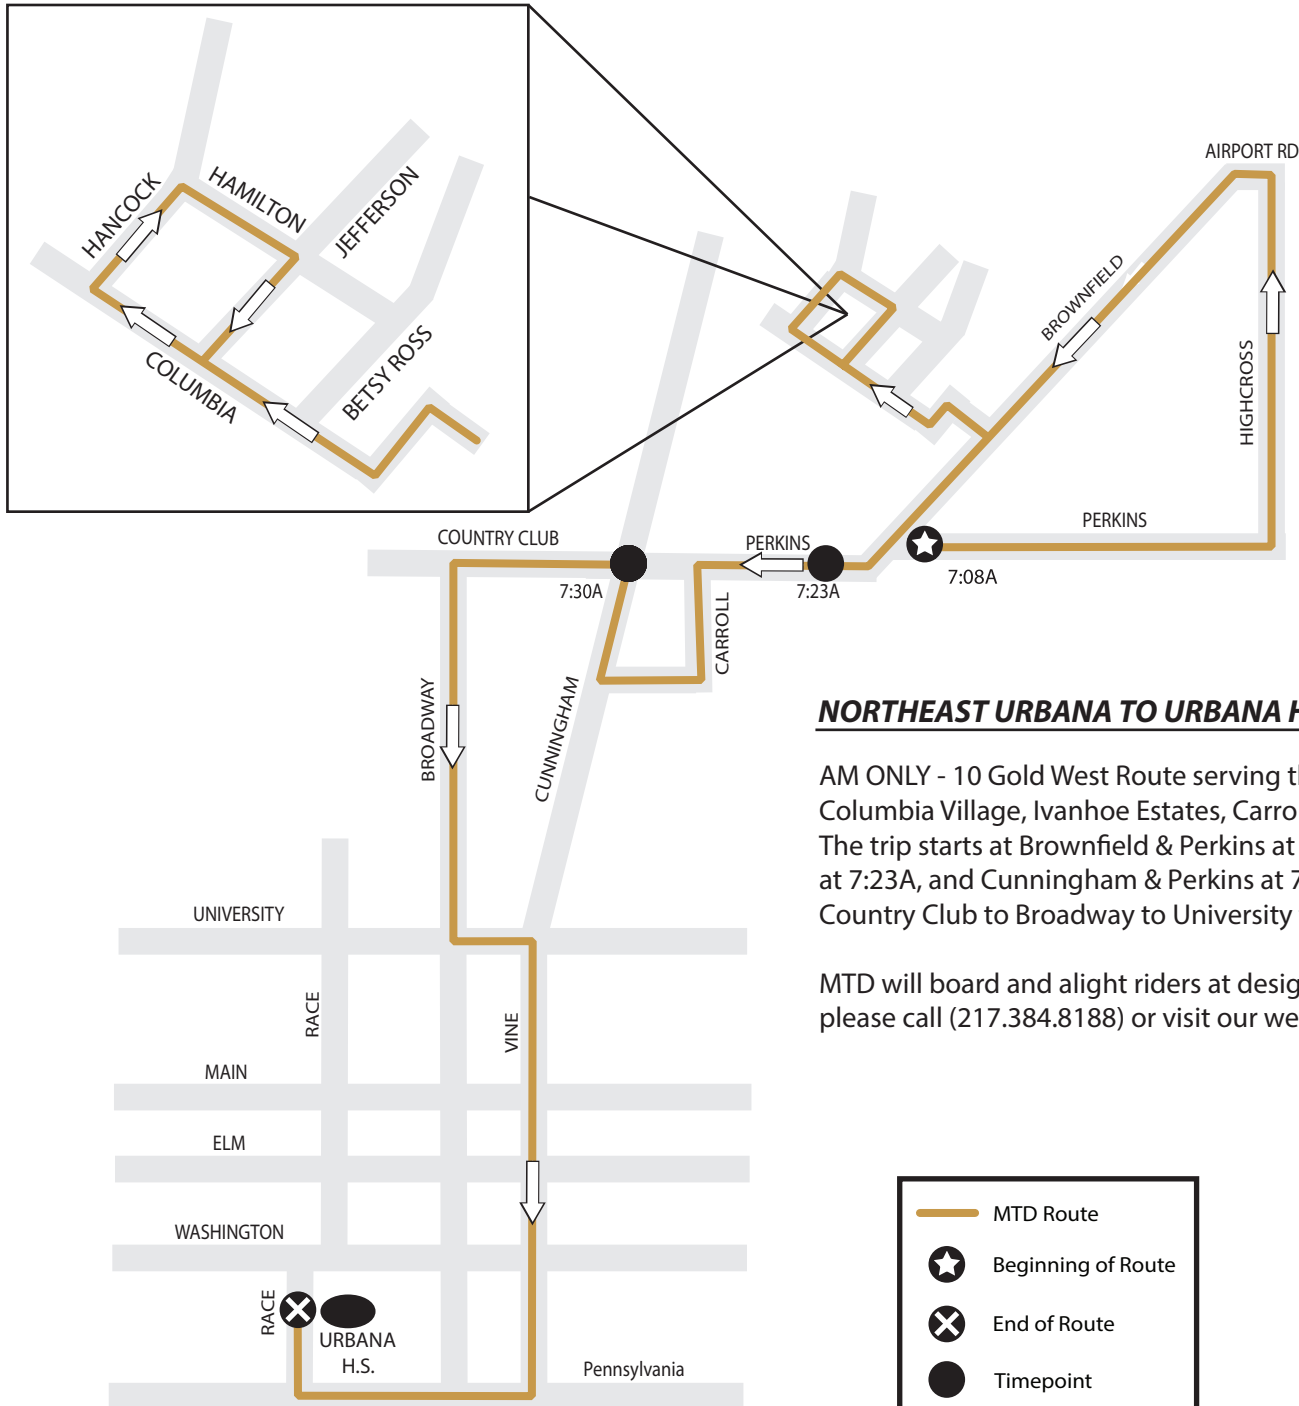 HANCOCK
HAMILTON
JEFFERSON
COLUMBIA
BETSY ROSS
AIRPORT RD
BROWNFIELD
HIGHCROSS
PERKINS
7:08A
COUNTRY CLUB
PERKINS
7:30A
7:23A
CARROLL
BROADWAY
CUNNINGHAM
NORTHEAST URBANA TO URBANA
AM ONLY - 10 Gold West Route serving
Columbia Village, Ivanhoe Estates,
The trip starts at Brownfield & Perkins at
at 7:23A, and Cunningham & Perkins at
Country Club to Broadway to University
MTD will board and alight riders at
please call (217.384.8188) or visit our
UNIVERSITY
RACE
VINE
MAIN
ELM
WASHINGTON
RACE
URBANA
H.S.
Pennsylvania
MTD Route
Beginning of Route
End of Route
Timepoint